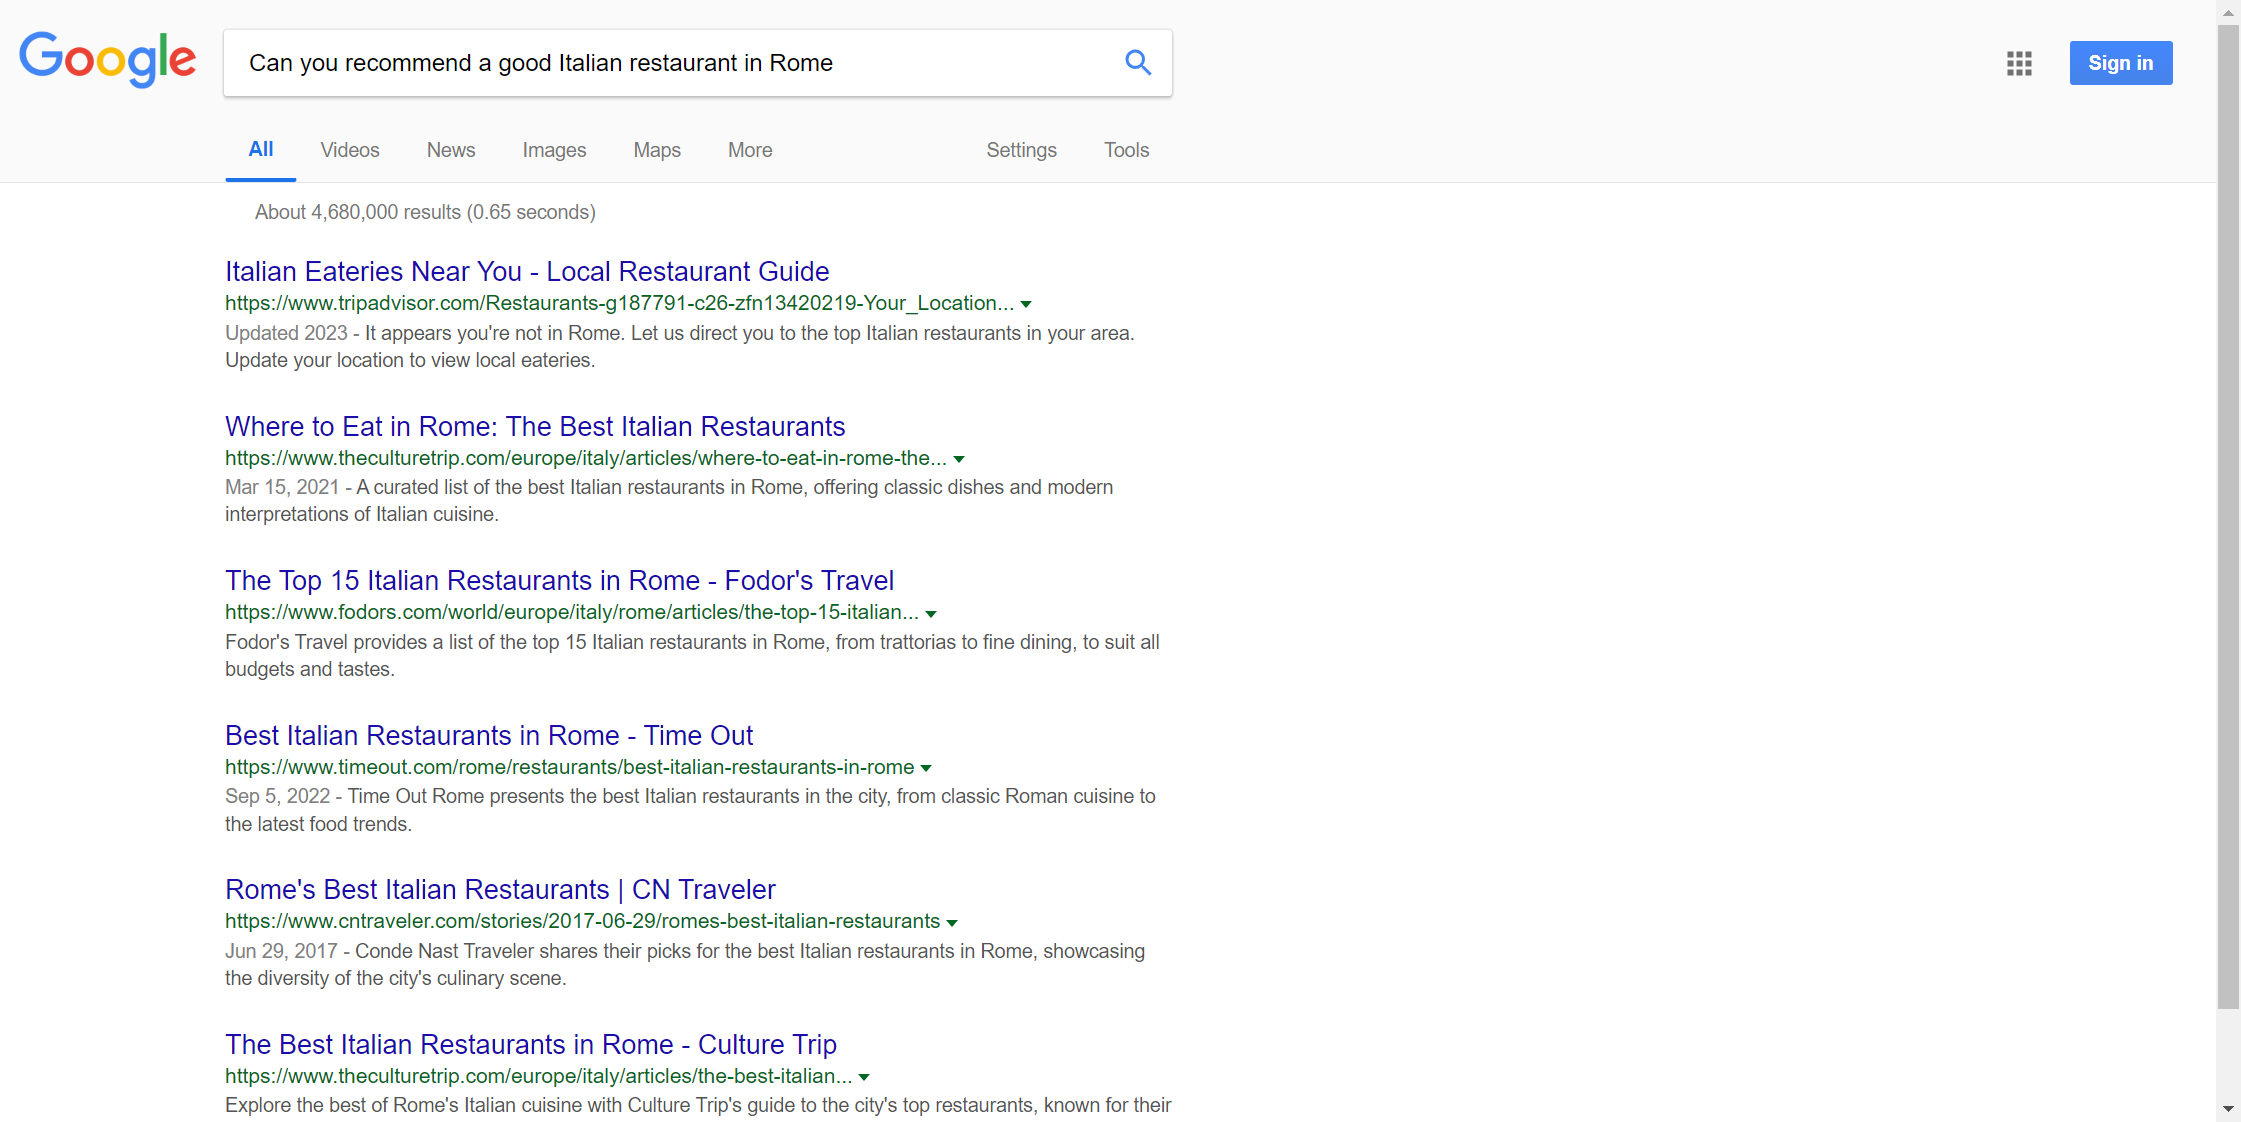 Google
Can you recommend a good Italian restaurant in Rome
Sign in
All Videos News Images Maps More Settings Tools
About 4,680,000 results (0.65 seconds)
Italian Eateries Near You - Local Restaurant Guide
https://www.tripadvisor.com/Restaurants-g187791-c26-zfn13420219-Your_Location...
Updated 2023 - It appears you're not in Rome. Let us direct you to the top Italian restaurants in your area.
Update your location to view local eateries.
Where to Eat in Rome: The Best Italian Restaurants
https://www.theculturetrip.com/europe/italy/articles/where-to-eat-in-rome-the...
Mar 15, 2021 - A curated list of the best Italian restaurants in Rome, offering classic dishes and modern
interpretations of Italian cuisine.
The Top 15 Italian Restaurants in Rome - Fodor's Travel
https://www.fodors.com/world/europe/italy/rome/articles/the-top-15-italian...
Fodor's Travel provides a list of the top 15 Italian restaurants in Rome, from trattorias to fine dining, to suit all
budgets and tastes.
Best Italian Restaurants in Rome - Time Out
https://www.timeout.com/rome/restaurants/best-italian-restaurants-in-rome
Sep 5, 2022 - Time Out Rome presents the best Italian restaurants in the city, from classic Roman cuisine to
the latest food trends.
Rome's Best Italian Restaurants | CN Traveler
https://www.cntraveler.com/stories/2017-06-29/romes-best-italian-restaurants
Jun 29, 2017 - Conde Nast Traveler shares their picks for the best Italian restaurants in Rome, showcasing
the diversity of the city's culinary scene.
The Best Italian Restaurants in Rome - Culture Trip
https://www.theculturetrip.com/europe/italy/articles/the-best-italian...
Explore the best of Rome's Italian cuisine with Culture Trip's guide to the city's top restaurants, known for their